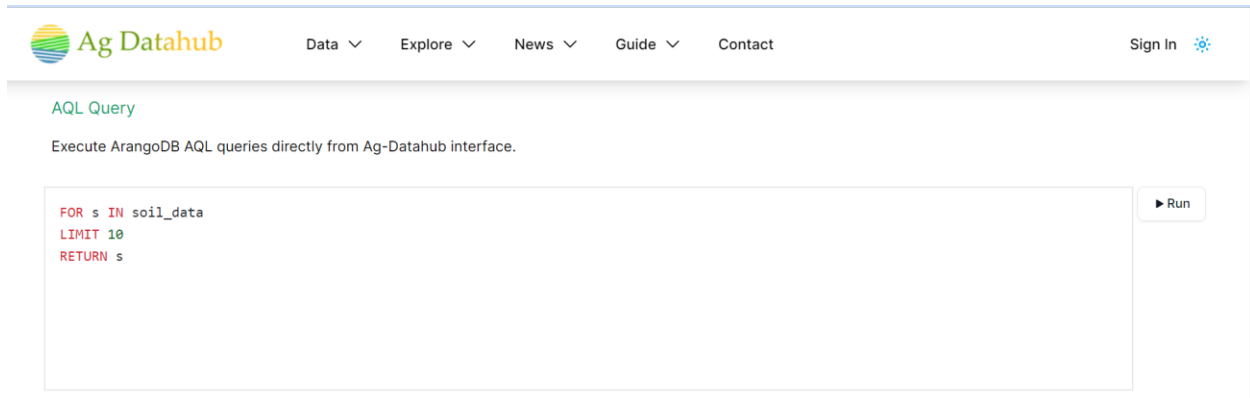 Ag Datahub
Data
Explore
News
Guide
Contact
Sign In
AQL Query
Execute ArangoDB AQL queries directly from Ag-Datahub interface.
FOR s IN soil_data
LIMIT 10
RETURN s
Run